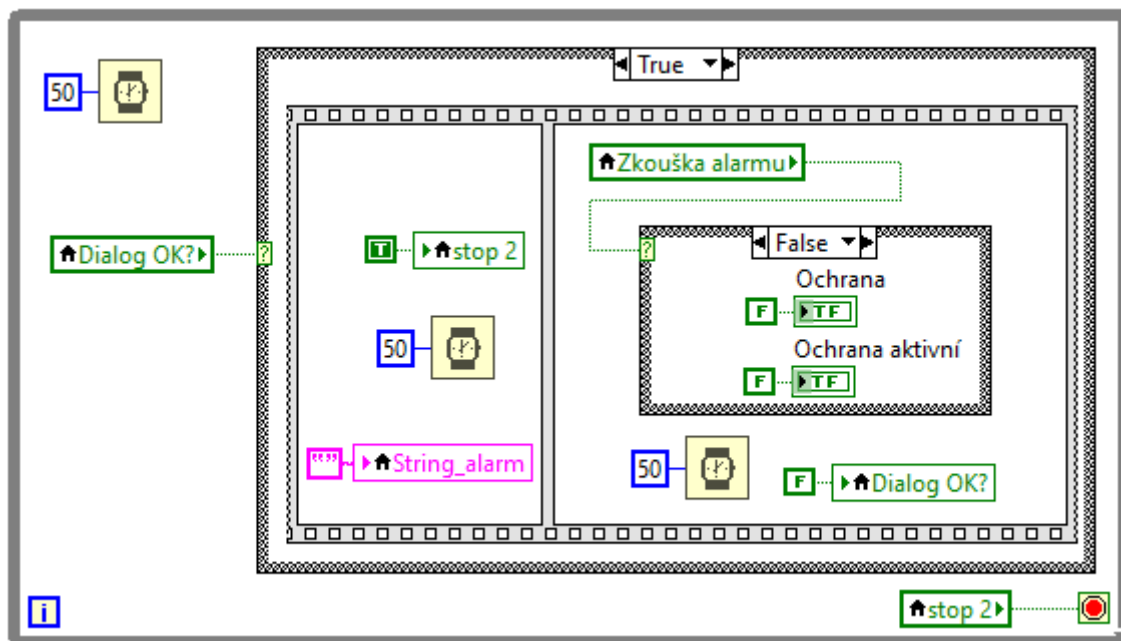 True
50
Zkouška alarmu
Dialog OK?
?
T
stop 2
?
False
Ochrana
F
TF
50
Ochrana aktivní
F
TF
""
String_alarm
50
F
Dialog OK?
i
stop 2